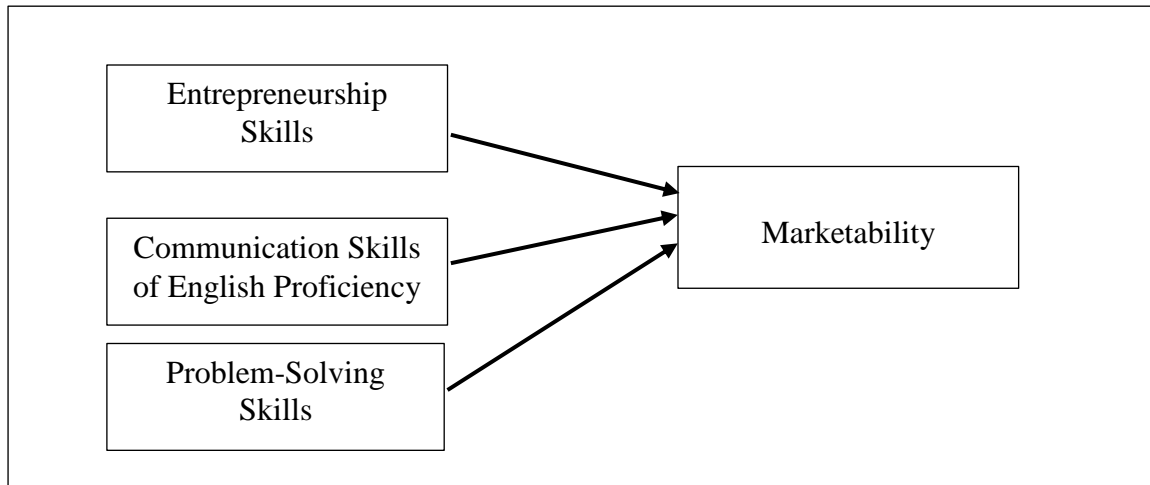 Entrepreneurship
Skills
Communication Skills
of English Proficiency
Problem-Solving
Skills
Marketability